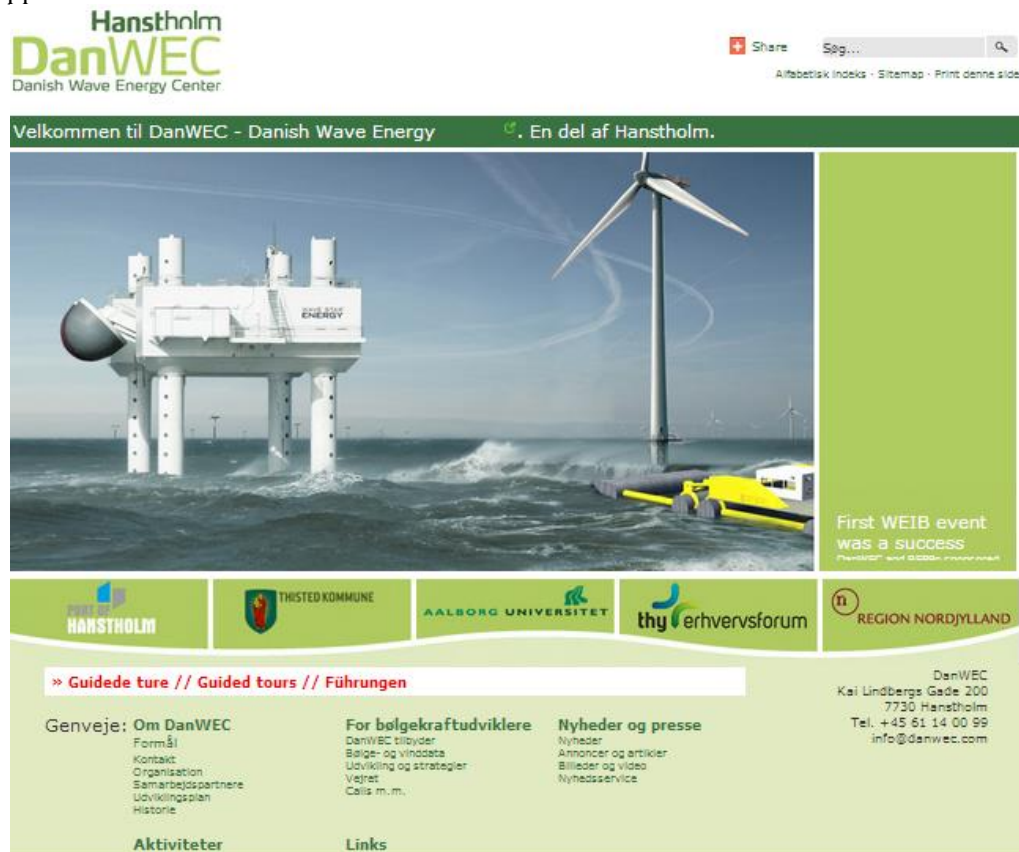 Hanstholm
DanWEC
Danish Wave Energy Center
Share
Søg...
Alfabetisk indeks - Sitemap - Print denne side
Velkommen til DanWEC - Danish Wave Energy . En del af Hanstholm.
WAVE STAR
ENERGY
First WEIB event
was a success
PORT OF
HANSTHOLM
THISTED KOMMUNE
AALBORG UNIVERSITET
thy erhvervsforum
n
REGION NORDJYLLAND
» Guidede ture // Guided tours // Führungen
DanWEC
Kai Lindbergs Gade 200
7730 Hanstholm
Tel. +45 61 14 00 99
info@danwec.com
Genveje:
Om DanWEC
Formål
Kontakt
Organisation
Samarbejdspartnere
Udviklingsplan
Historie
For bølgekraftudviklere
DanWEC tilbyder
Bølge- og vinddata
Udvikling og strategier
Vejret
Calls m.m.
Nyheder og presse
Nyheder
Annoncer og artikler
Billeder og video
Nyhedsservice
Aktiviteter
Links